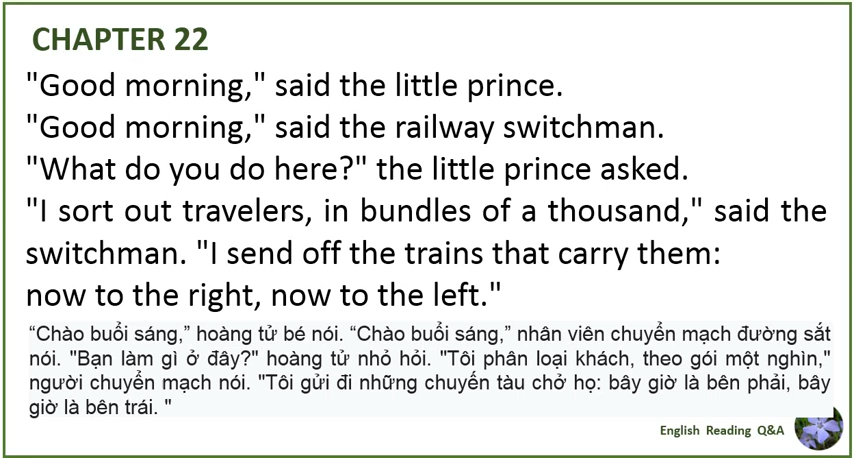 CHAPTER 22
"Good morning," said the little prince.
"Good morning," said the railway switchman.
"What do you do here?" the little prince asked.
"I sort out travelers, in bundles of a thousand," said the
switchman. "I send off the trains that carry them:
now to the right, now to the left."
“Chào buổi sáng,” hoàng tử bé nói. “Chào buổi sáng,” nhân viên chuyển mạch đường sắt
nói. "Bạn làm gì ở đây?" hoàng tử nhỏ hỏi. "Tôi phân loại khách, theo gói một nghìn,"
người chuyển mạch nói. "Tôi gửi đi những chuyến tàu chở họ: bây giờ là bên phải, bây
giờ là bên trái. "
English Reading Q&A